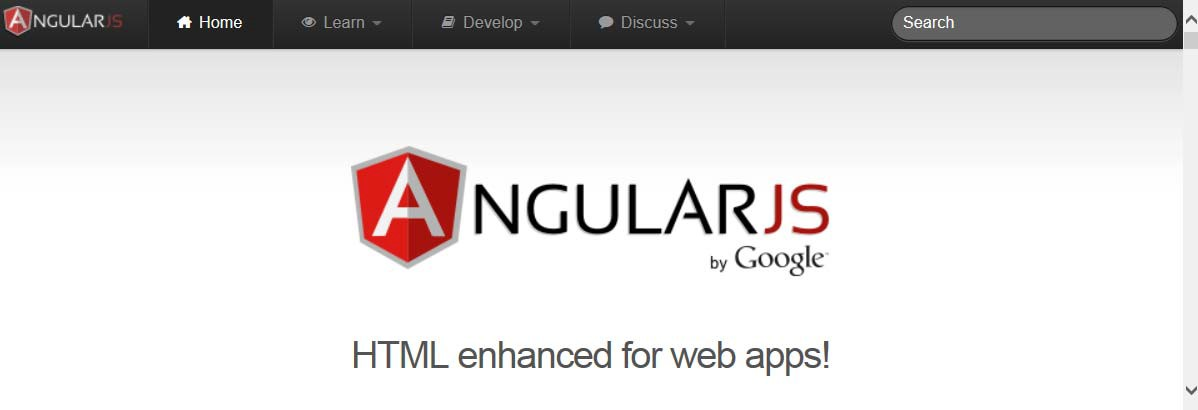 ANGULARJS Home Learn Develop Discuss Search
ANGULARJS
by Google
HTML enhanced for web apps!